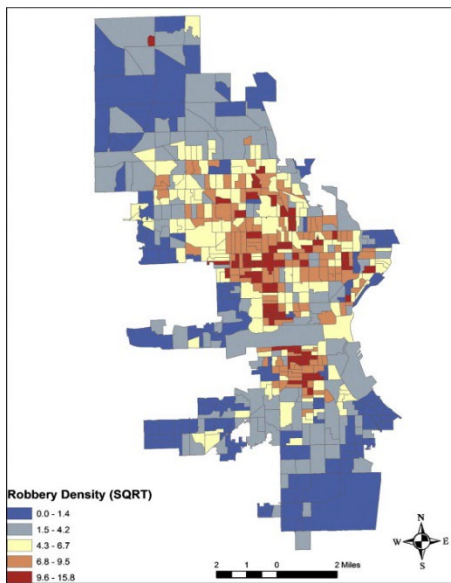 Robbery Density (SQRT)
0.0 - 1.4
1.5 - 4.2
4.3 - 6.7
6.8 - 9.5
9.6 - 15.8
2 1 0 2 Miles
N
W E
S